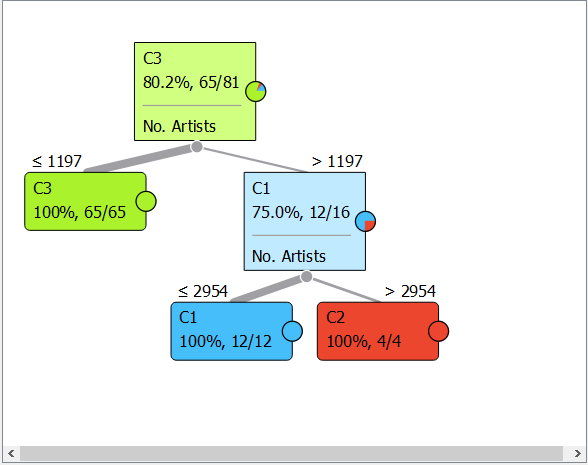 C3
80.2%, 65/81
No. Artists
≤ 1197
> 1197
C3
100%, 65/65
C1
75.0%, 12/16
No. Artists
≤ 2954
> 2954
C1
100%, 12/12
C2
100%, 4/4